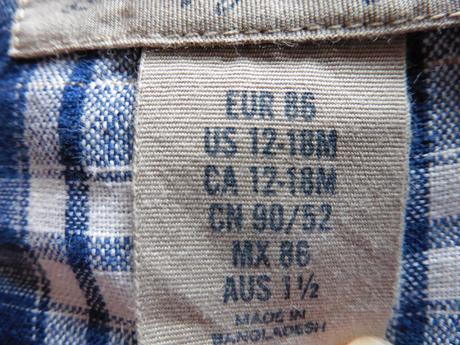 EUR 86
US 12-18M
CA 12-18M
CN 90/52
MX 86
AUS 1½
MADE IN
BANGLADESH